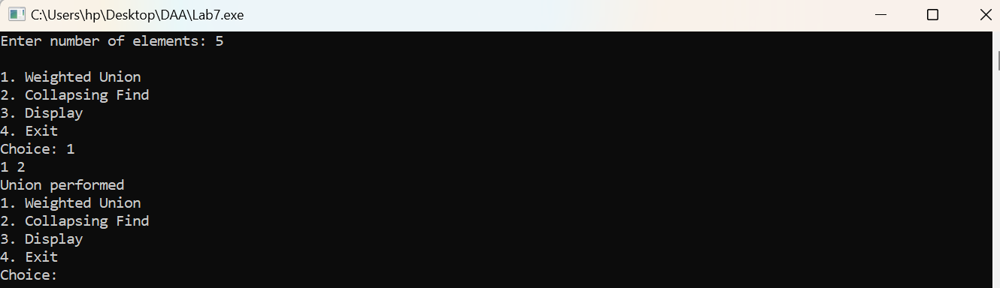 C:\Users\hp\Desktop\DAA\Lab7.exe
Enter number of elements: 5
1. Weighted Union
2. Collapsing Find
3. Display
4. Exit
Choice: 1
1 2
Union performed
1. Weighted Union
2. Collapsing Find
3. Display
4. Exit
Choice: